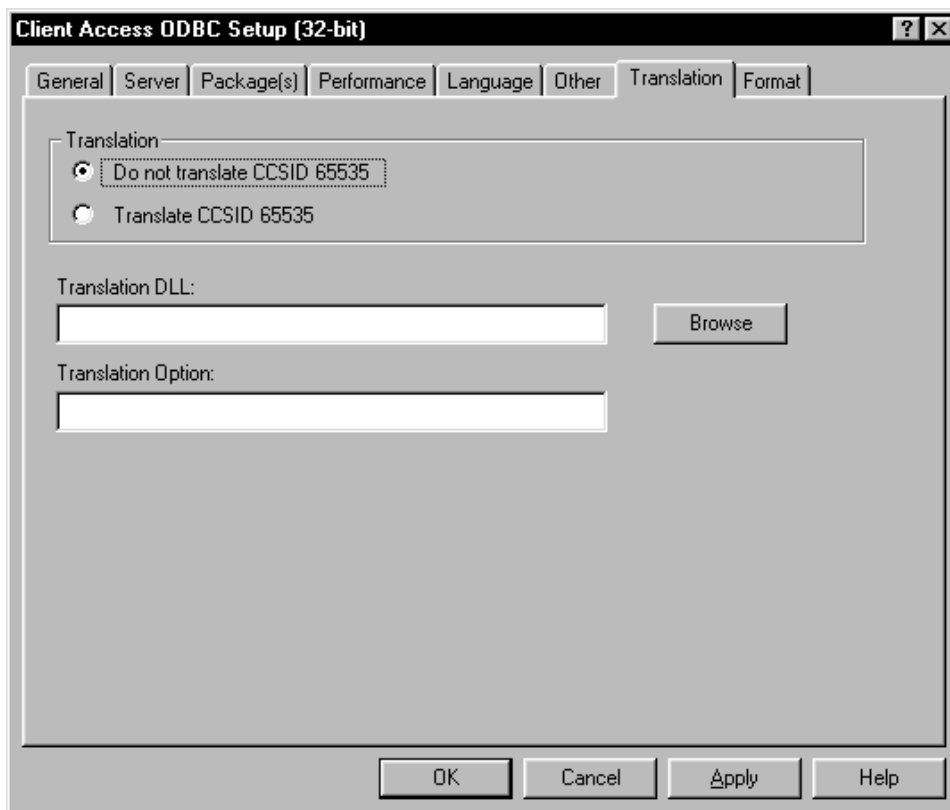 Client Access ODBC Setup (32-bit)
General Server Package(s) Performance Language Other Translation Format
Translation
Do not translate CCSID 65535
Translate CCSID 65535
Translation DLL:
Browse
Translation Option:
OK Cancel Apply Help